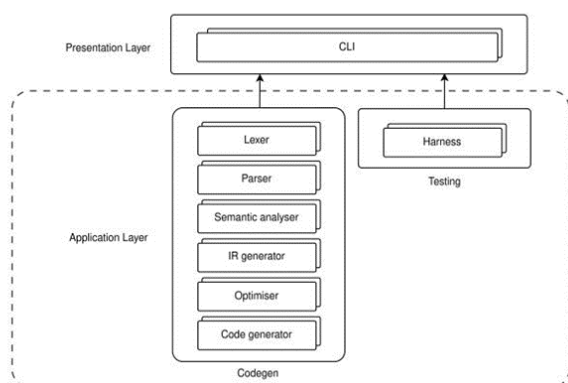 Presentation Layer
CLI
Lexer
Harness
Parser
Testing
Semantic analyser
Application Layer
IR generator
Optimiser
Code generator
Codegen